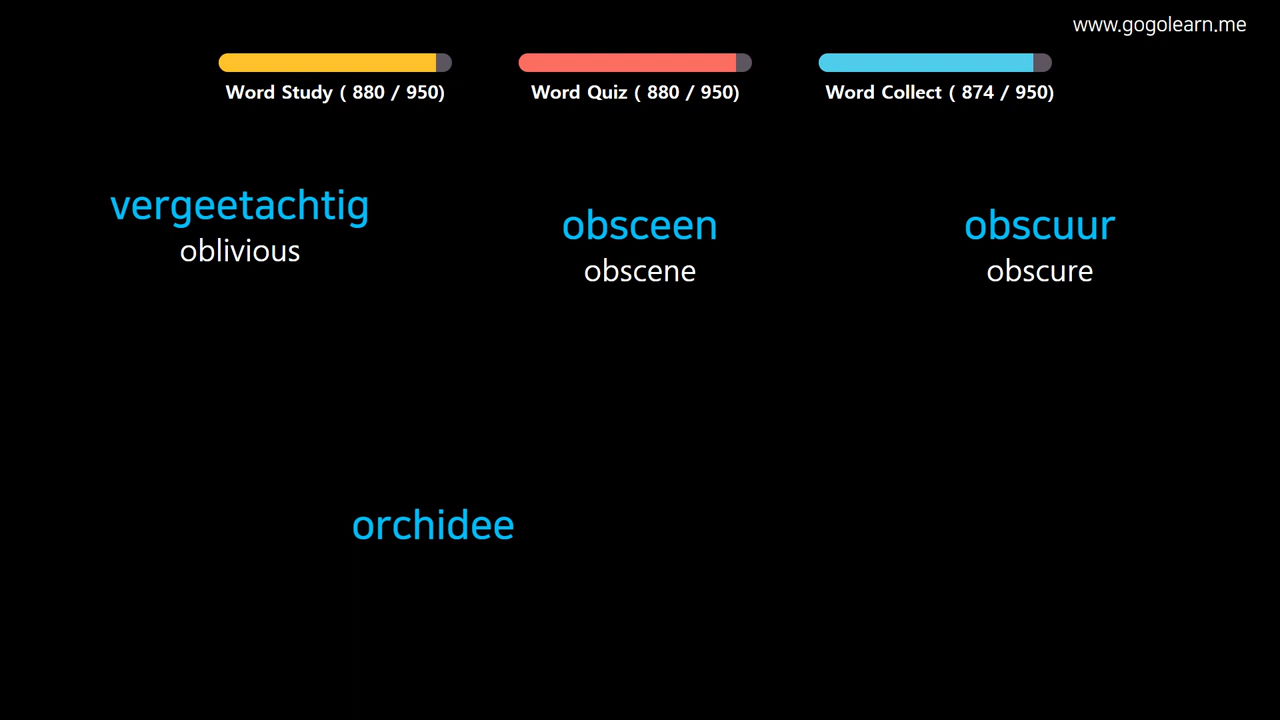 www.gogolearn.me
Word Study ( 880 / 950)
Word Quiz ( 880 / 950)
Word Collect ( 874 / 950)
vergeetachtig
oblivious
obsceen
obscene
obscuur
obscure
orchidee